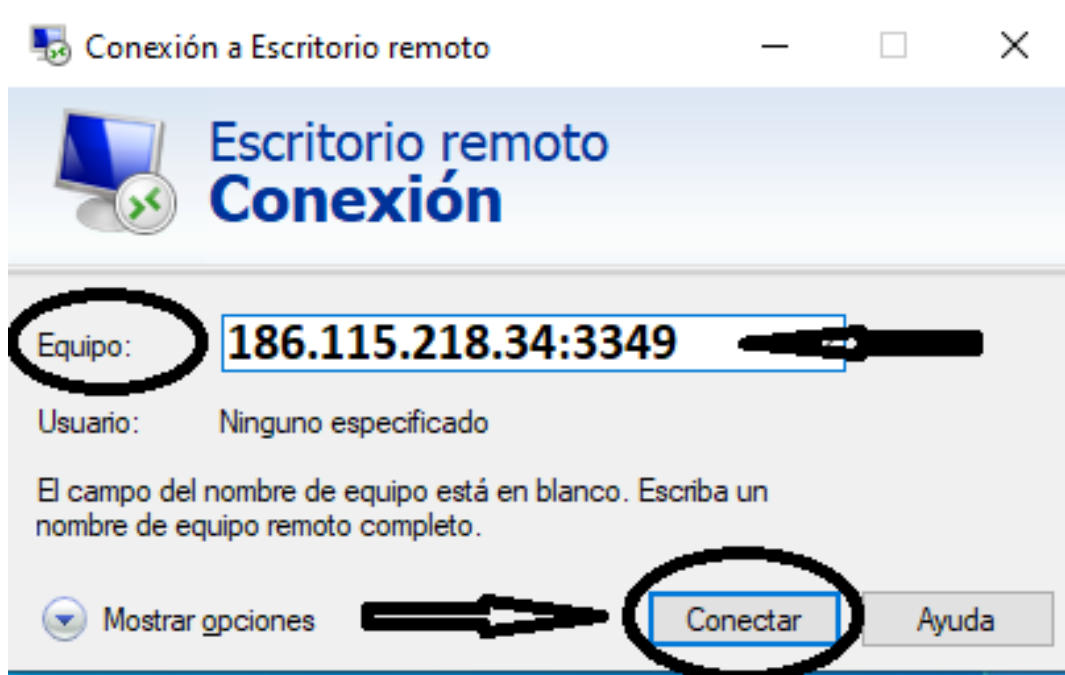 Conexión a Escritorio remoto
Escritorio remoto
Conexión
Equipo: 186.115.218.34:3349
Usuario: Ninguno especificado
El campo del nombre de equipo está en blanco. Escriba un
nombre de equipo remoto completo.
Mostrar opciones Conectar Ayuda